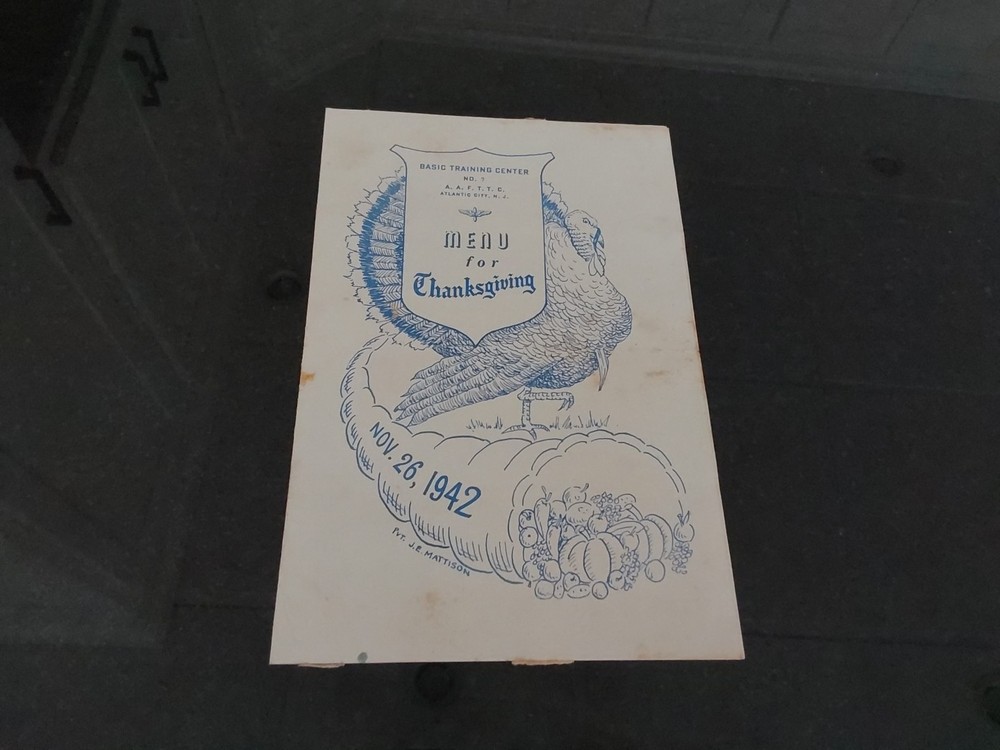 BASIC TRAINING CENTER
NO. 7
A. A. F. T. T. C.
ATLANTIC CITY, N. J.
MENU
for
Thanksgiving
NOV. 26, 1942
PVT. J.E. MATTISON